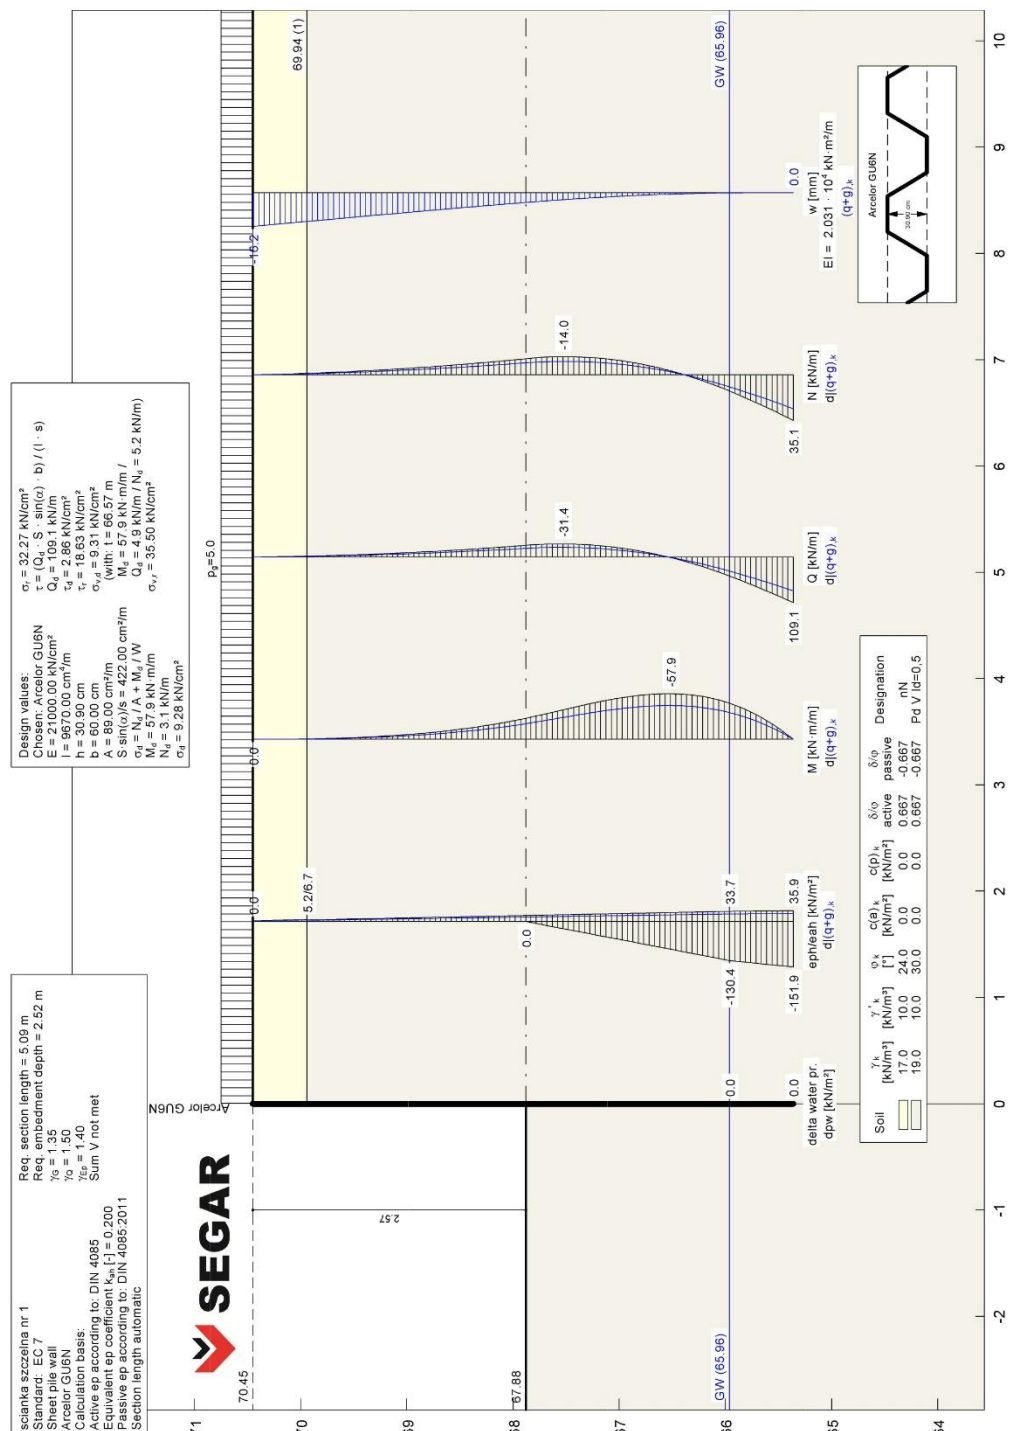 scianka szczelna nr 1
Standard: EC 7
Sheet pile wall
Arcelor GU6N
Calculation basis:
Active ep according to: DIN 4085
Equivalent ep coefficient kah [-] = 0.200
Passive ep according to: DIN 4085:2011
Section length automatic
Req. section length = 5.09 m
Req. embedment depth = 2.52 m
γG = 1.35
γQ = 1.50
γEp = 1.40
Sum V not met
Design values:
Chosen: Arcelor GU6N
E = 21000.00 kN/cm²
I = 9670.00 cm⁴/m
h = 30.90 cm
b = 60.00 cm
A = 89.00 cm²/m
S·sin(α)/s = 422.00 cm²/m
σd = Nd / A + Md / W
Md = 57.9 kN·m/m
Nd = 3.1 kN/m
σd = 9.28 kN/cm²
σr = 32.27 kN/cm²
τ = (Qd · S · sin(α) · b) / (I · s)
Qd = 109.1 kN/m
τd = 2.86 kN/cm²
τr = 18.63 kN/cm²
σv,d = 9.31 kN/cm²
(with: t = 66.57 m
Md = 57.9 kN·m/m /
Qd = 4.9 kN/m / Nd = 5.2 kN/m)
σv,r = 35.50 kN/cm²
SEGAR
Arcelor GU6N
pg=5.0
70.45
67.88
2.57
69.94 (1)
GW (65.96)
GW (65.96)
0.0
0.0
delta water pr.
dpw [kN/m²]
0.0
5.2/6.7
0.0
-130.4
33.7
-151.9
35.9
eph/eah [kN/m²]
d|(q+g),k
0.0
-57.9
M [kN·m/m]
d|(q+g),k
-31.4
109.1
Q [kN/m]
d|(q+g),k
-14.0
35.1
N [kN/m]
d|(q+g),k
-16.2
0.0
w [mm]
EI = 2.031 · 10⁴ kN·m²/m
(q+g),k
Arcelor GU6N
30.90 cm
Soil γk [kN/m³] γ'k [kN/m³] φk [°] c(a)k [kN/m²] c(p)k [kN/m²] δ/φ active δ/φ passive Designation
17.0 10.0 24.0 0.0 0.0 0.667 -0.667 nN
19.0 10.0 30.0 0.0 0.0 0.667 -0.667 Pd V Id=0,5
71
70
69
68
67
66
65
64
-2
-1
0
1
2
3
4
5
6
7
8
9
10